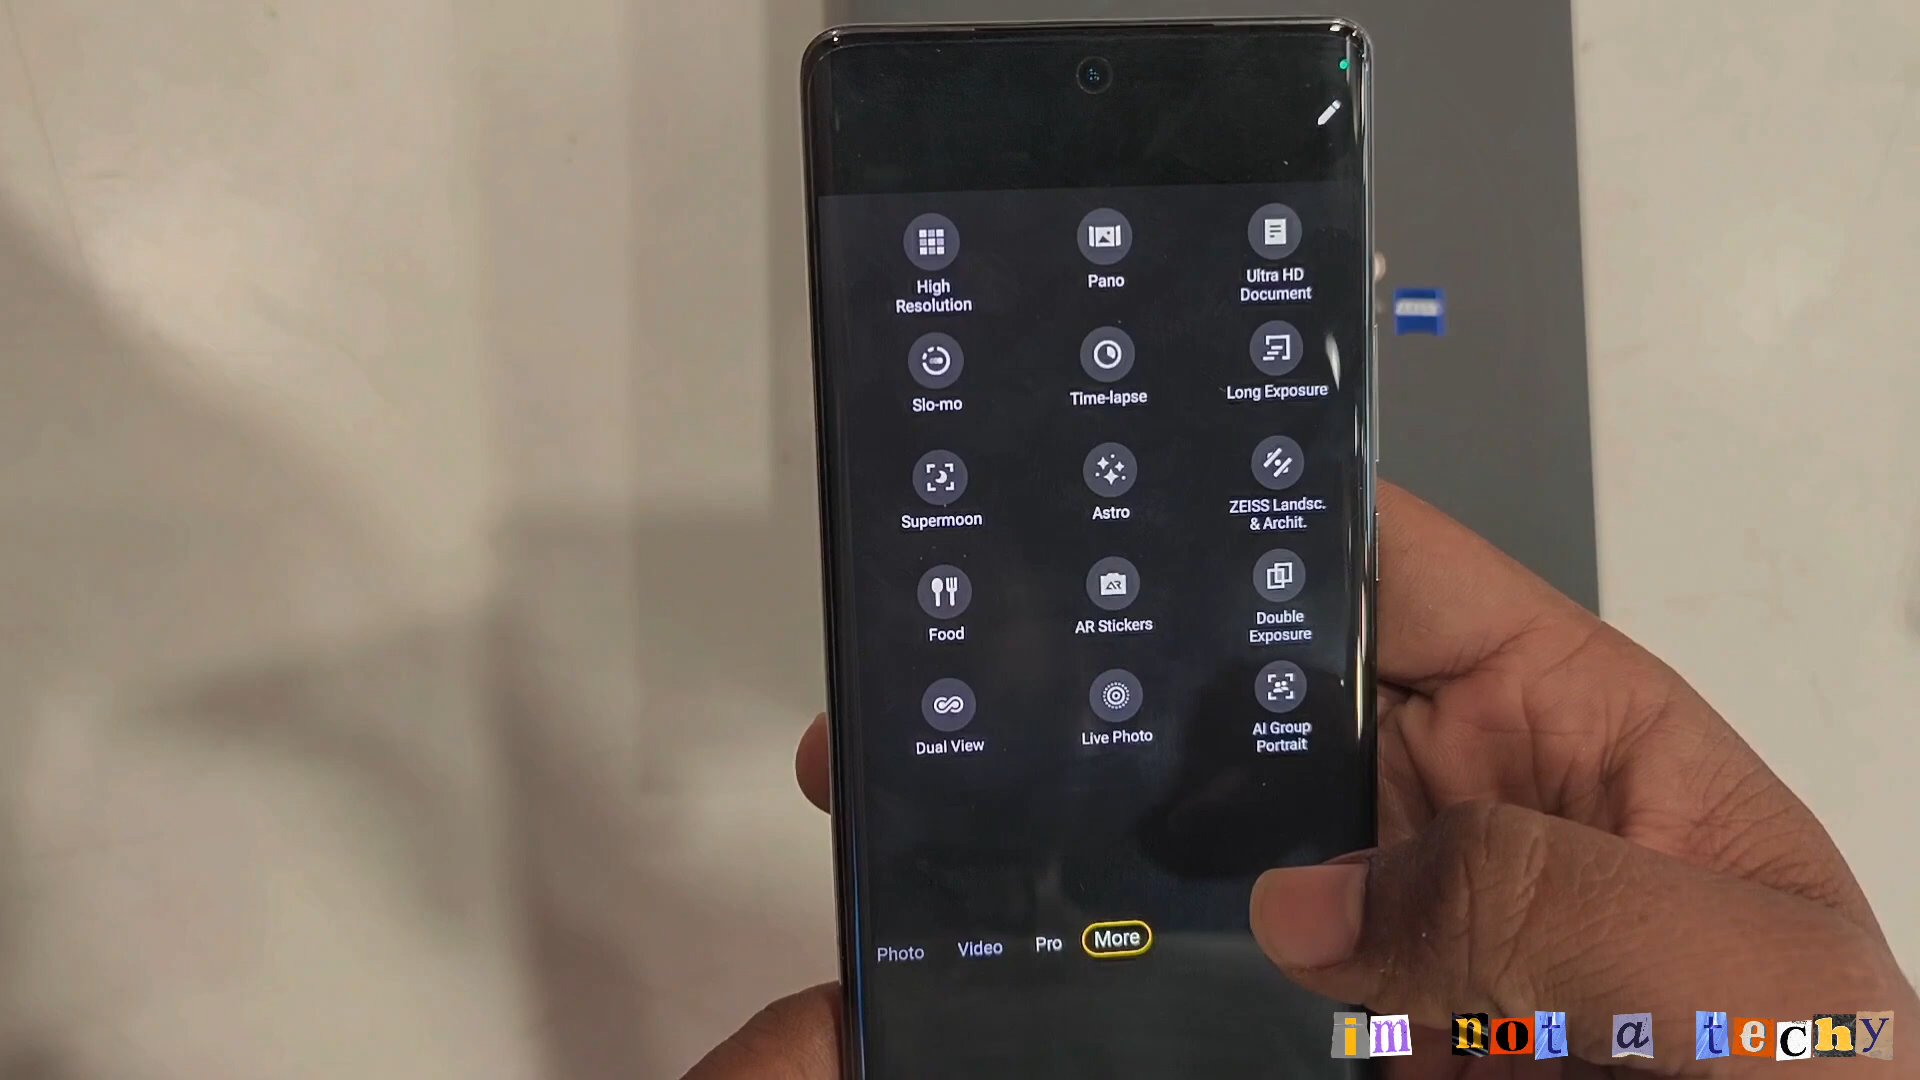 High
Resolution
Pano
Ultra HD
Document
Slo-mo
Time-lapse
Long Exposure
Supermoon
Astro
ZEISS Landsc.
& Archit.
Food
AR Stickers
Double
Exposure
Dual View
Live Photo
AI Group
Portrait
Photo Video Pro More
im not a techy